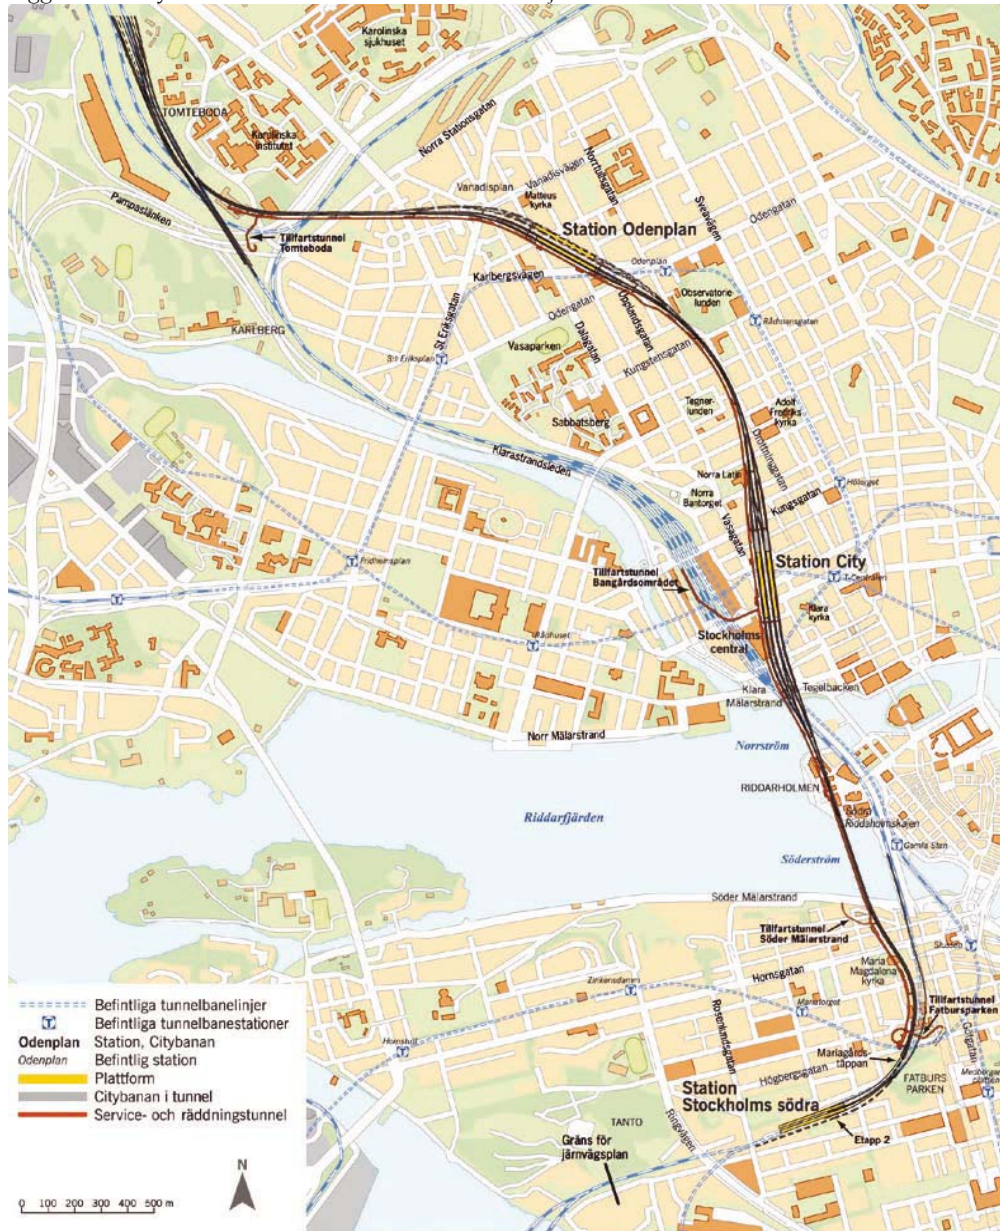 Karolinska
sjukhuset
TOMTEBODA
Karolinska
institutet
Norra Stationsgatan
Pampaslänken
Vanadisplan
Vanadisvägen
Norrtullsgatan
Matteus
kyrka
Sveavägen
Odengatan
Station Odenplan
Tillfartstunnel
Tomteboda
Odenplan
Karlbergsvägen
St Eriksgatan
Odengatan
Upplandsgatan
Observatorie-
lunden
Rådmansgatan
KARLBERG
Dalagatan
Vasaparken
Kungstensgatan
S:t Eriksplan
Tegner-
lunden
Adolf
Fredriks
kyrka
Sabbatsberg
Drottninggatan
Klarastrandsleden
Norra Latin
Norra
Bantorget
Kungsgatan
Hötorget
Vasagatan
Station City
Fridhemsplan
Tillfartstunnel
Bangårdsområdet
T-Centralen
Klara
kyrka
Rådhuset
Stockholms
central
Klara
Mälarstrand
Tegelbacken
Norr Mälarstrand
Norrström
RIDDARHOLMEN
Riddarfjärden
Södra
Riddarholmskajen
Gamla Stan
Söderström
Söder Mälarstrand
Tillfartstunnel
Söder Mälarstrand
Slussen
Hornsgatan
Maria
Magdalena
kyrka
Zinkensdamm
Mariatorget
Tillfartstunnel
Fatbursparken
Rosenlundsgatan
Götgatan
Hornstull
Mariagårds-
täppan
Högbergsgatan
FATBURS
PARKEN
Station
Stockholms södra
TANTO
Ringvägen
Etapp 2
Gräns för
järnvägsplan
Befintliga tunnelbanelinjer
T Befintliga tunnelbanestationer
Odenplan Station, Citybanan
Odenplan Befintlig station
Plattform
Citybanan i tunnel
Service- och räddningstunnel
N
0 100 200 300 400 500 m